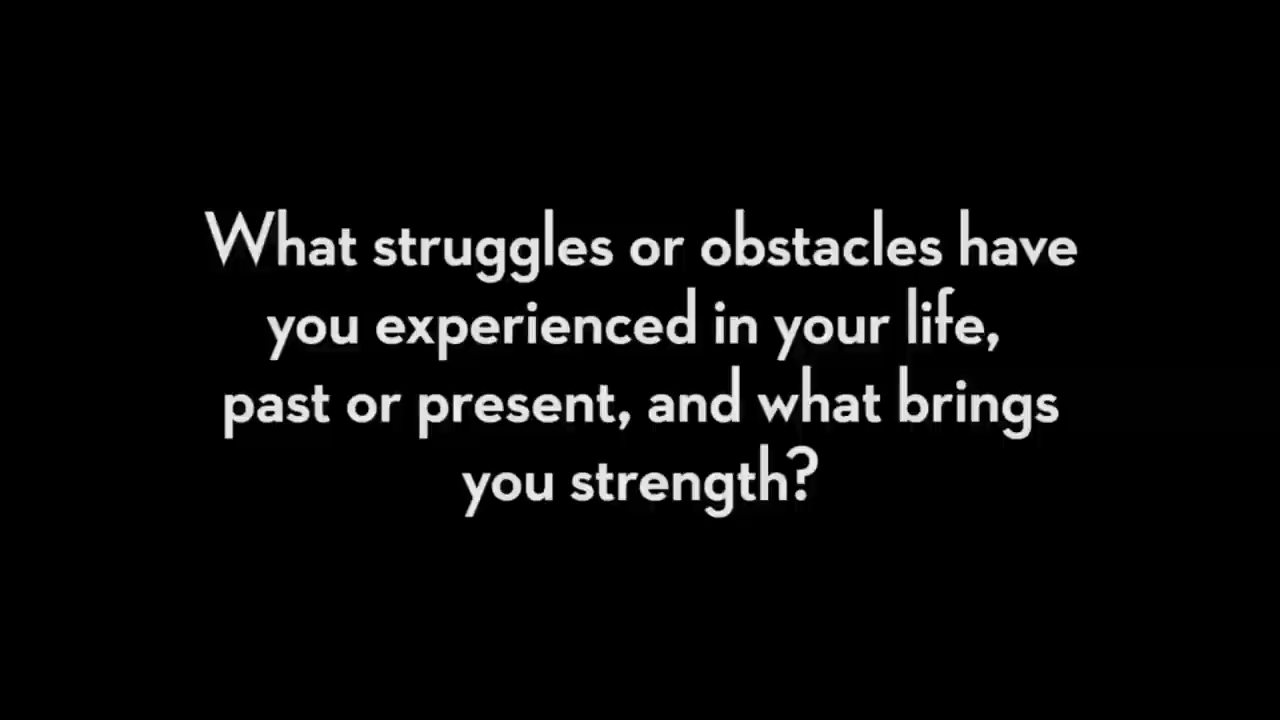 What struggles or obstacles have
you experienced in your life,
past or present, and what brings
you strength?